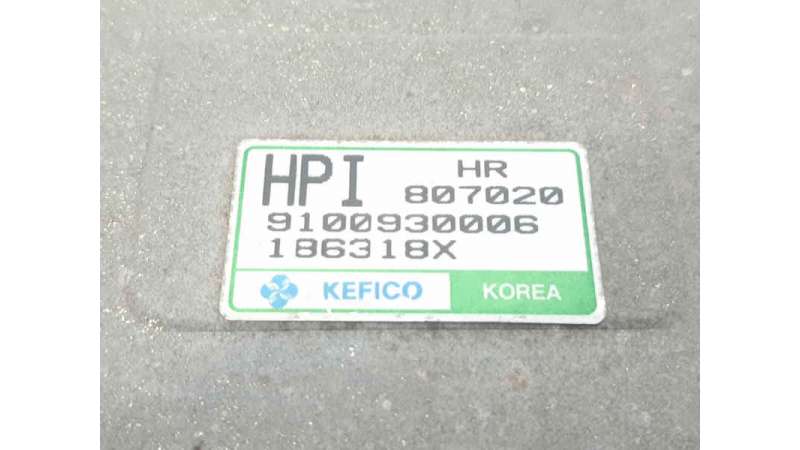 HPI HR
807020
9100930006
186318X
KEFICO KOREA